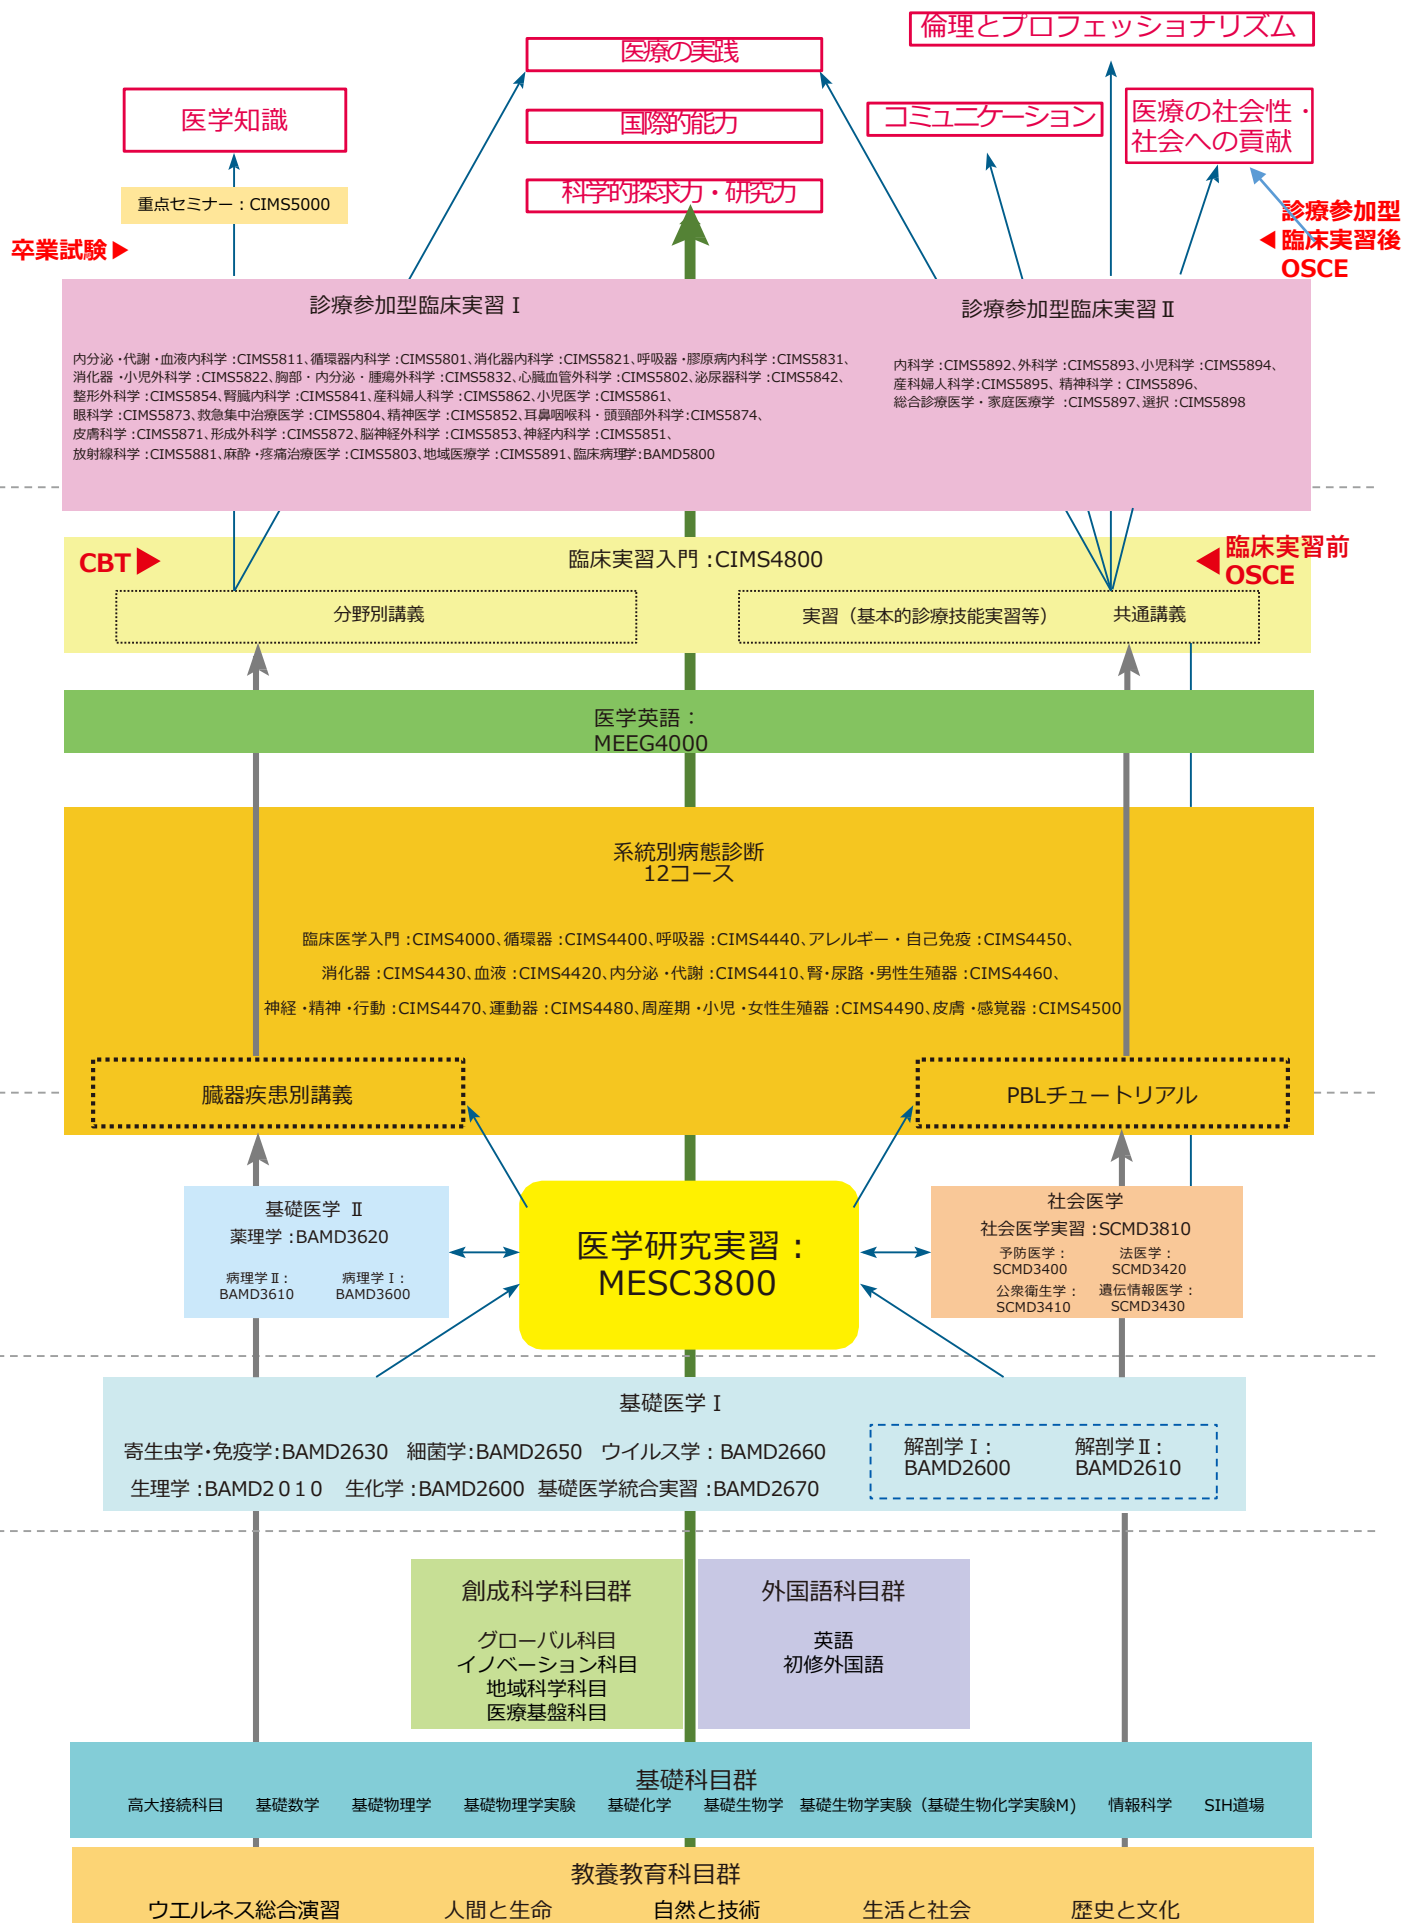 倫理とプロフェッショナリズム
医療の実践
医学知識
国際的能力
コミュニケーション
医療の社会性・
社会への貢献
科学的探求力・研究力
重点セミナー：CIMS5000
卒業試験▶
診療参加型
◀臨床実習後
OSCE
診療参加型臨床実習Ⅰ
内分泌・代謝・血液内科学：CIMS5811、循環器内科学：CIMS5801、消化器内科学：CIMS5821、呼吸器・膠原病内科学：CIMS5831、
消化器・小児外科学：CIMS5822、胸部・内分泌・腫瘍外科学：CIMS5832、心臓血管外科学：CIMS5802、泌尿器科学：CIMS5842、
整形外科学：CIMS5854、腎臓内科学：CIMS5841、産科婦人科学：CIMS5862、小児医学：CIMS5861、
眼科学：CIMS5873、救急集中治療医学：CIMS5804、精神医学：CIMS5852、耳鼻咽喉科・頭頸部外科学:CIMS5874、
皮膚科学：CIMS5871、形成外科学：CIMS5872、脳神経外科学：CIMS5853、神経内科学：CIMS5851、
放射線科学：CIMS5881、麻酔・疼痛治療医学：CIMS5803、地域医療学：CIMS5891、臨床病理学:BAMD5800
診療参加型臨床実習Ⅱ
内科学：CIMS5892、外科学：CIMS5893、小児科学：CIMS5894、
産科婦人科学：CIMS5895、精神科学：CIMS5896、
総合診療医学・家庭医療学：CIMS5897、選択：CIMS5898
CBT▶
臨床実習入門：CIMS4800
◀臨床実習前
OSCE
分野別講義
実習（基本的診療技能実習等）
共通講義
医学英語：
MEEG4000
系統別病態診断
12コース
臨床医学入門：CIMS4000、循環器：CIMS4400、呼吸器：CIMS4440、アレルギー・自己免疫：CIMS4450、
消化器：CIMS4430、血液：CIMS4420、内分泌・代謝：CIMS4410、腎・尿路・男性生殖器：CIMS4460、
神経・精神・行動：CIMS4470、運動器：CIMS4480、周産期・小児・女性生殖器：CIMS4490、皮膚・感覚器：CIMS4500
臓器疾患別講義
PBLチュートリアル
基礎医学 Ⅱ
薬理学：BAMD3620
病理学Ⅱ：
BAMD3610
病理学Ⅰ：
BAMD3600
医学研究実習：
MESC3800
社会医学
社会医学実習：SCMD3810
予防医学：
SCMD3400
法医学：
SCMD3420
公衆衛生学：
SCMD3410
遺伝情報医学：
SCMD3430
基礎医学Ⅰ
寄生虫学・免疫学：BAMD2630 細菌学：BAMD2650 ウイルス学：BAMD2660
生理学：BAMD2０１０ 生化学：BAMD2600 基礎医学統合実習：BAMD2670
解剖学Ⅰ：
BAMD2600
解剖学Ⅱ：
BAMD2610
創成科学科目群
グローバル科目
イノベーション科目
地域科学科目
医療基盤科目
外国語科目群
英語
初修外国語
基礎科目群
高大接続科目 基礎数学 基礎物理学 基礎物理学実験 基礎化学 基礎生物学 基礎生物学実験（基礎生物化学実験M） 情報科学 SIH道場
教養教育科目群
ウエルネス総合演習 人間と生命 自然と技術 生活と社会 歴史と文化